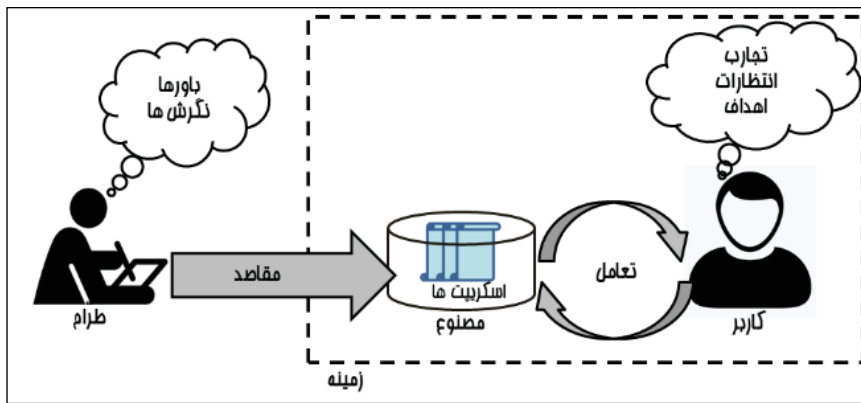 باورها
نگرش ها
تجارب
انتظارات
اهداف
مقاصد
اسکریپت ها
تعامل
طراح
مصنوع
کاربر
زمینه